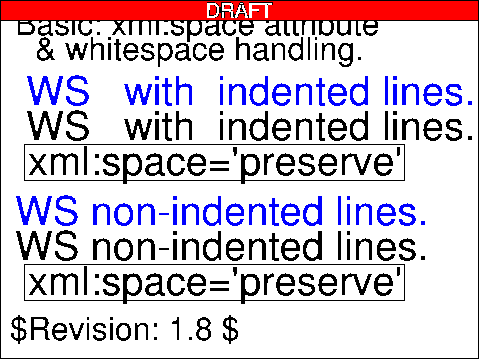 DRAFT
Basic: xml:space attribute
& whitespace handling.
WS   with  indented lines.
WS   with  indented lines.
xml:space='preserve'
WS non-indented lines.
WS non-indented lines.
xml:space='preserve'
$Revision: 1.8 $